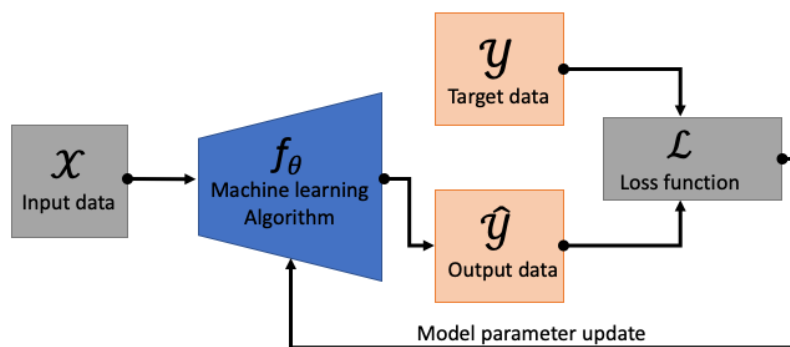 𝒳
Input data
f_θ
Machine learning
Algorithm
𝒴
Target data
𝒴̂
Output data
ℒ
Loss function
Model parameter update